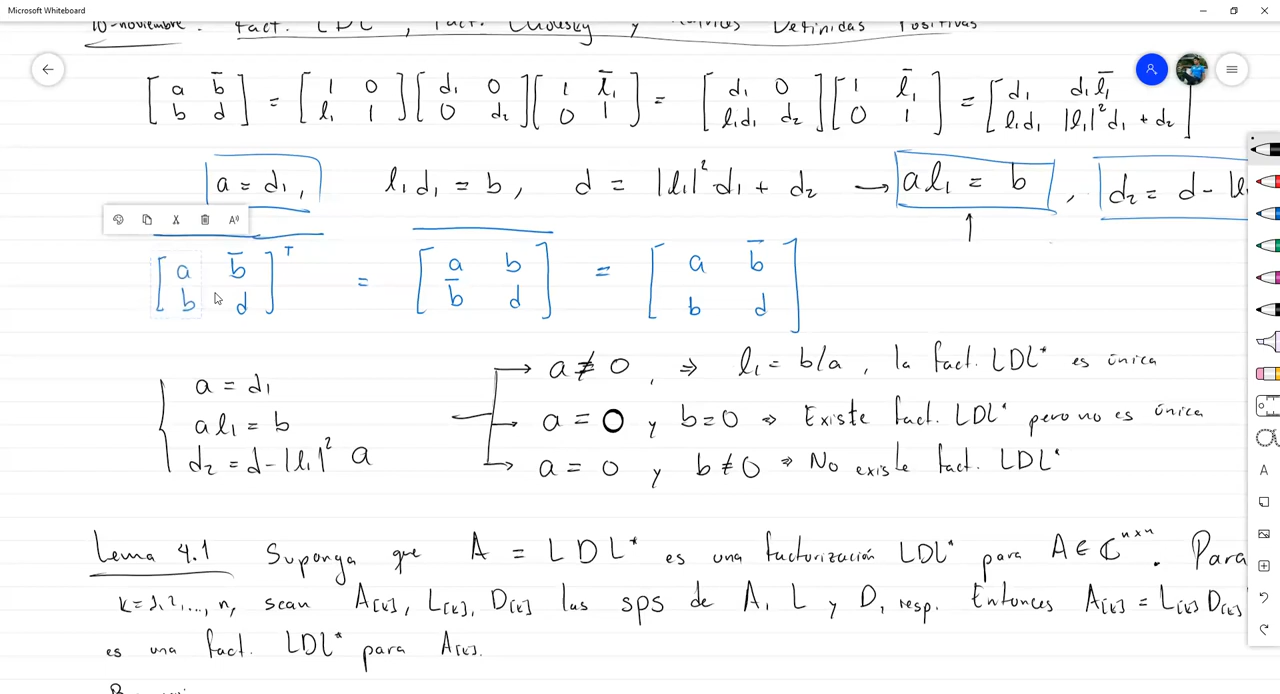 Microsoft Whiteboard
10-noviembre. Fact. LDL*, Fact. Cholesky y Matrices Definidas Positivas
[a b̄; b d] = [1 0; l₁ 1] [d₁ 0; 0 d₂] [1 l̄₁; 0 1] = [d₁ 0; l₁d₁ d₂] [1 l̄₁; 0 1] = [d₁ d₁l̄₁; l₁d₁ |l₁|²d₁ + d₂]
a = d₁, l₁d₁ = b, d = |l₁|²d₁ + d₂ → al₁ = b, d₂ = d - |l₁
[a b̄; b d]ᵀ = [a b; b̄ d] = [a b̄; b d]
a = d₁
al₁ = b
d₂ = d - |l₁|² a
a ≠ 0, ⇒ l₁ = b/a, la fact. LDL* es única
a = 0 y b = 0 ⇒ Existe fact. LDL* pero no es única
a = 0 y b ≠ 0 ⇒ No existe fact. LDL*
Lema 4.1 Suponga que A = LDL* es una factorización LDL* para A ∈ ℂⁿˣⁿ. Para
k=1,2,..., n, sean A[k], L[k], D[k] las sps de A, L y D, resp. Entonces A[k] = L[k] D[k]
es una fact. LDL* para A[k].